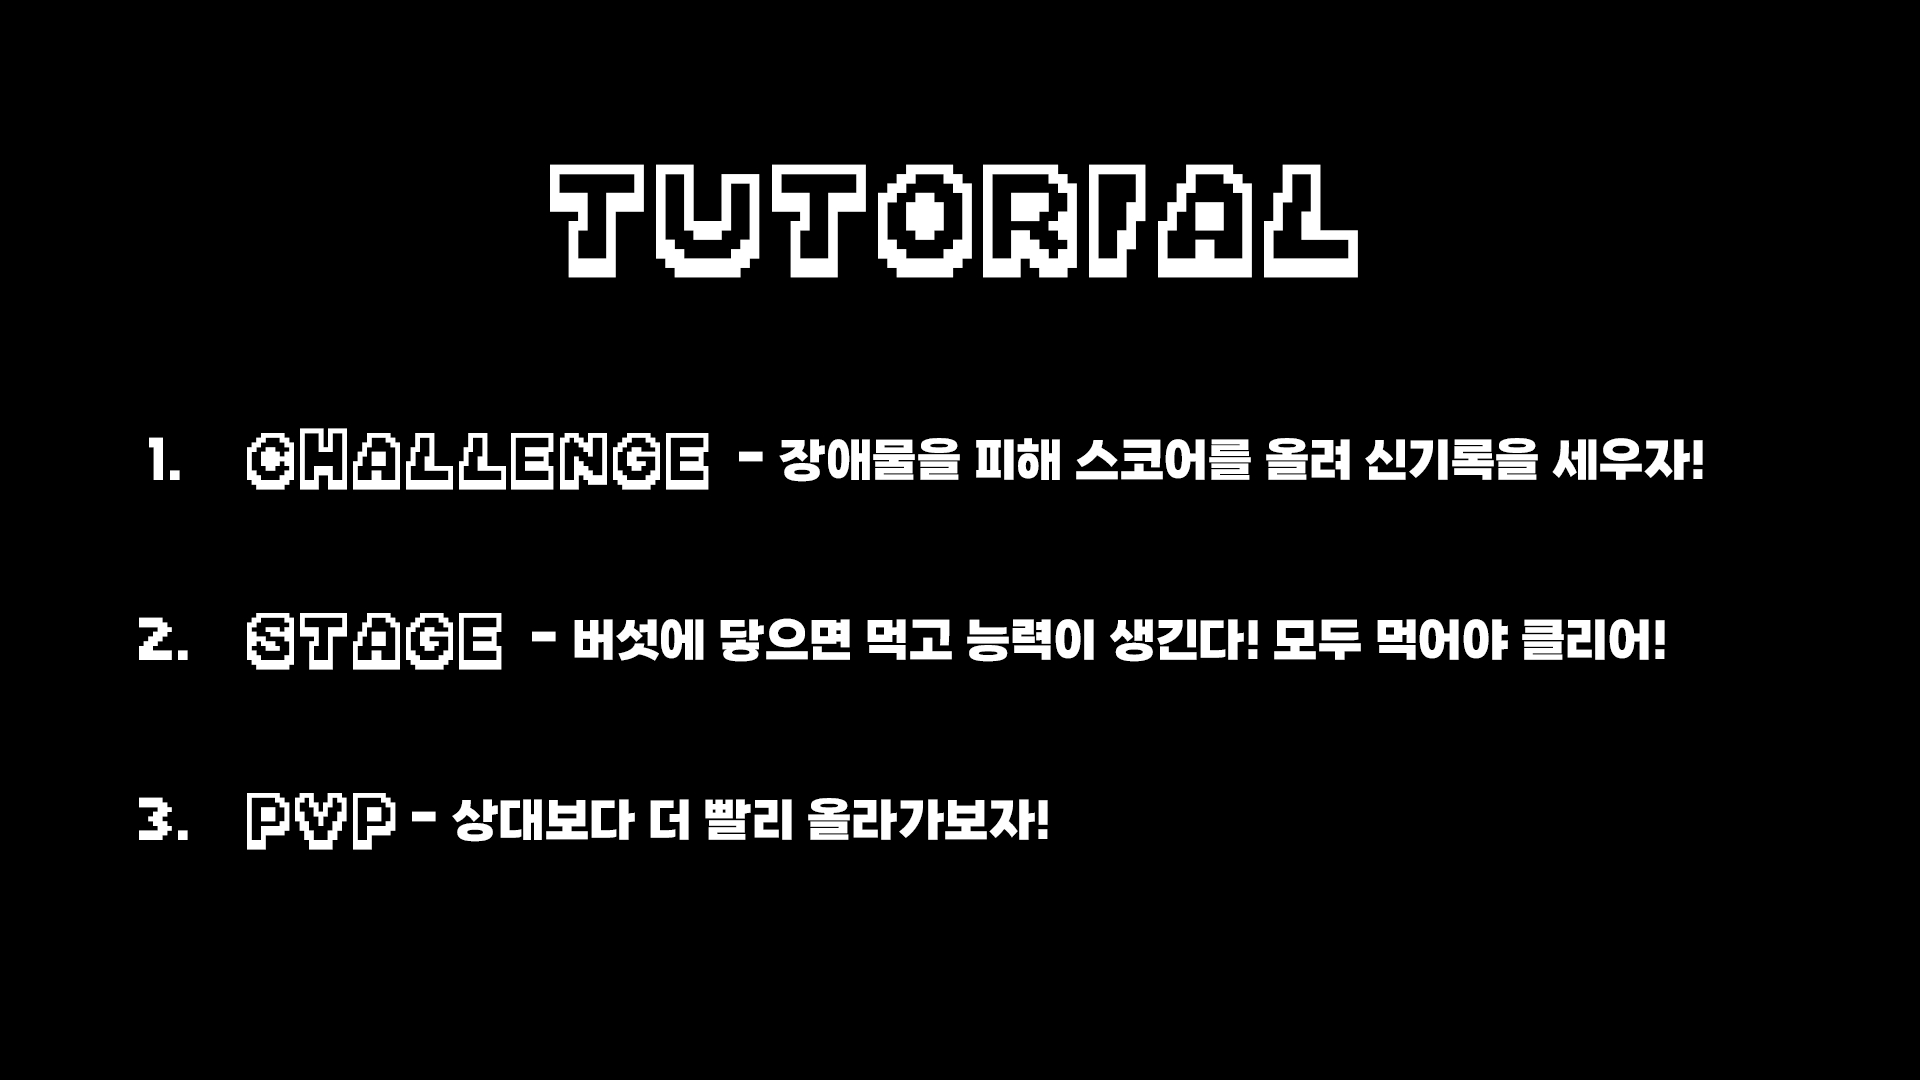 TUTORIAL
1. CHALLENGE - 장애물을 피해 스코어를 올려 신기록을 세우자!
2. STAGE - 버섯에 닿으면 먹고 능력이 생긴다! 모두 먹어야 클리어!
3. PVP - 상대보다 더 빨리 올라가보자!